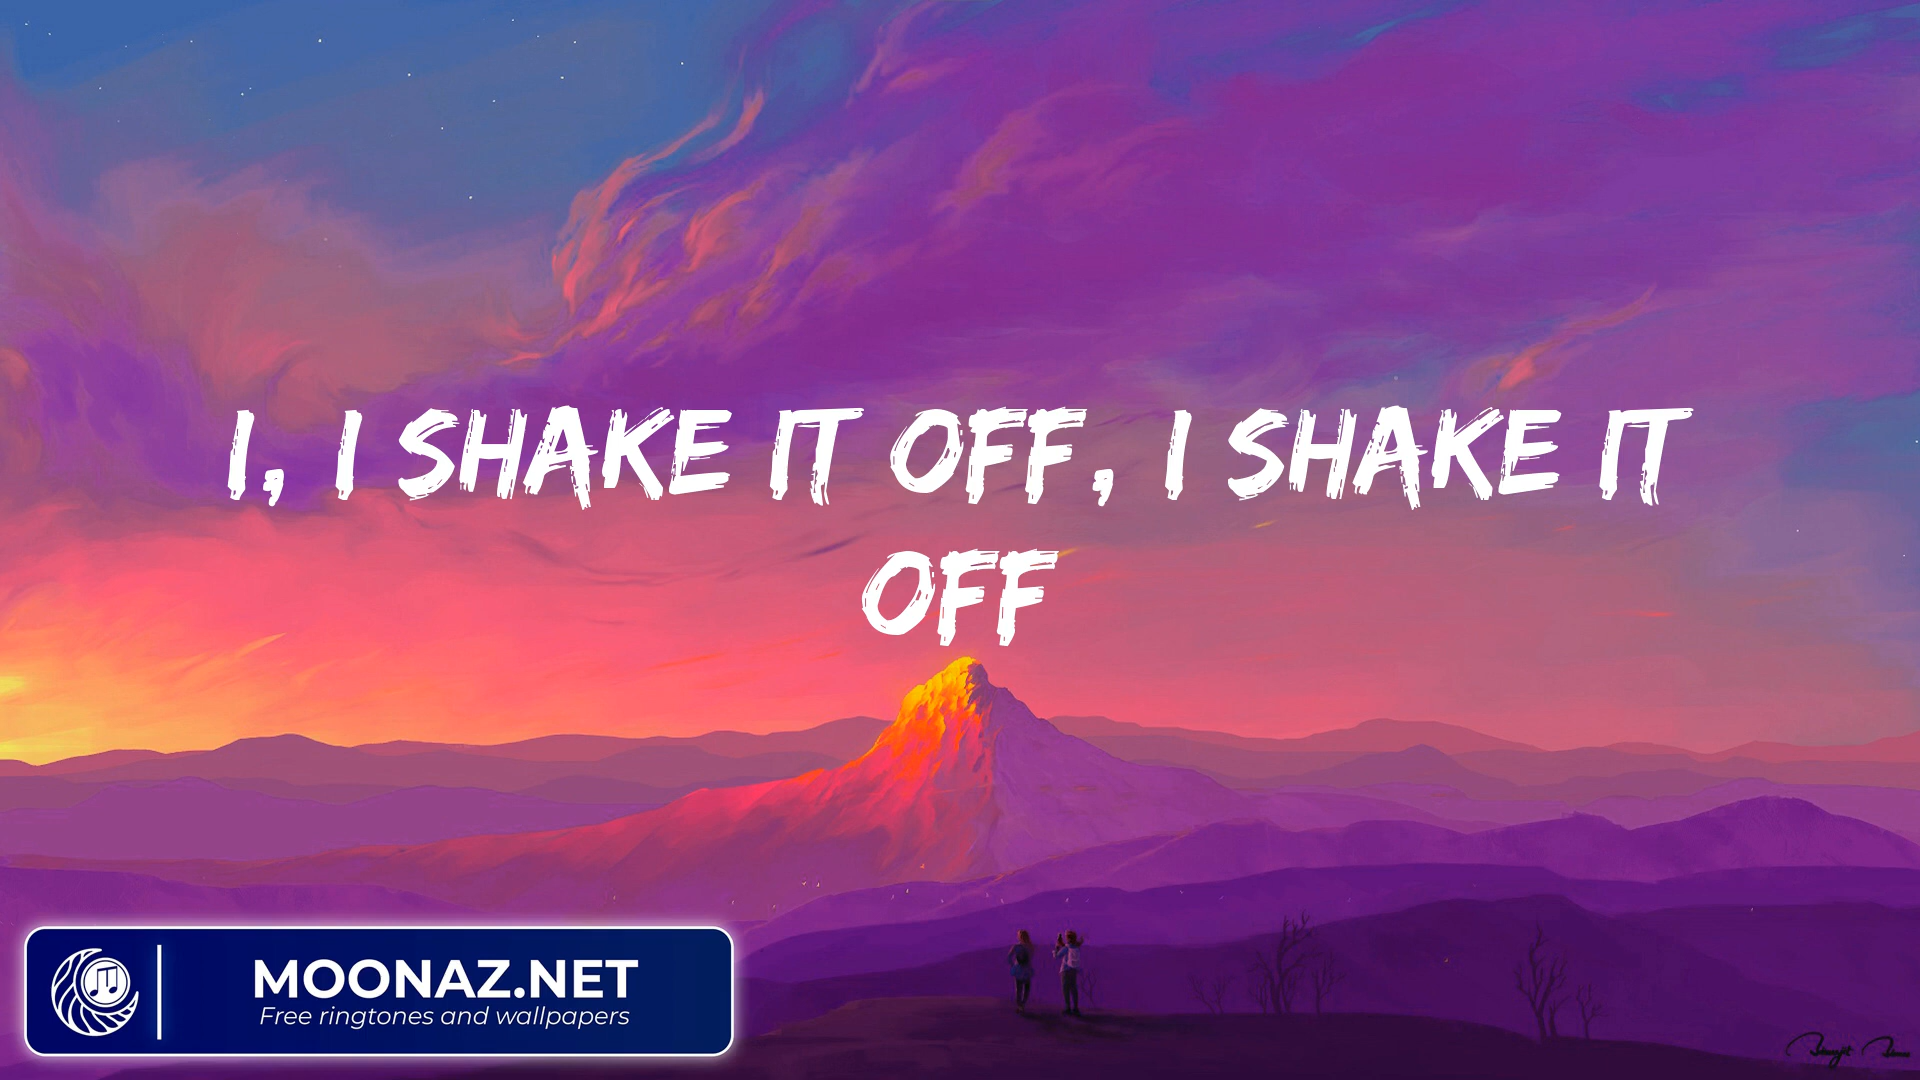 I, I SHAKE IT OFF, I SHAKE IT
OFF
MOONAZ.NET
Free ringtones and wallpapers